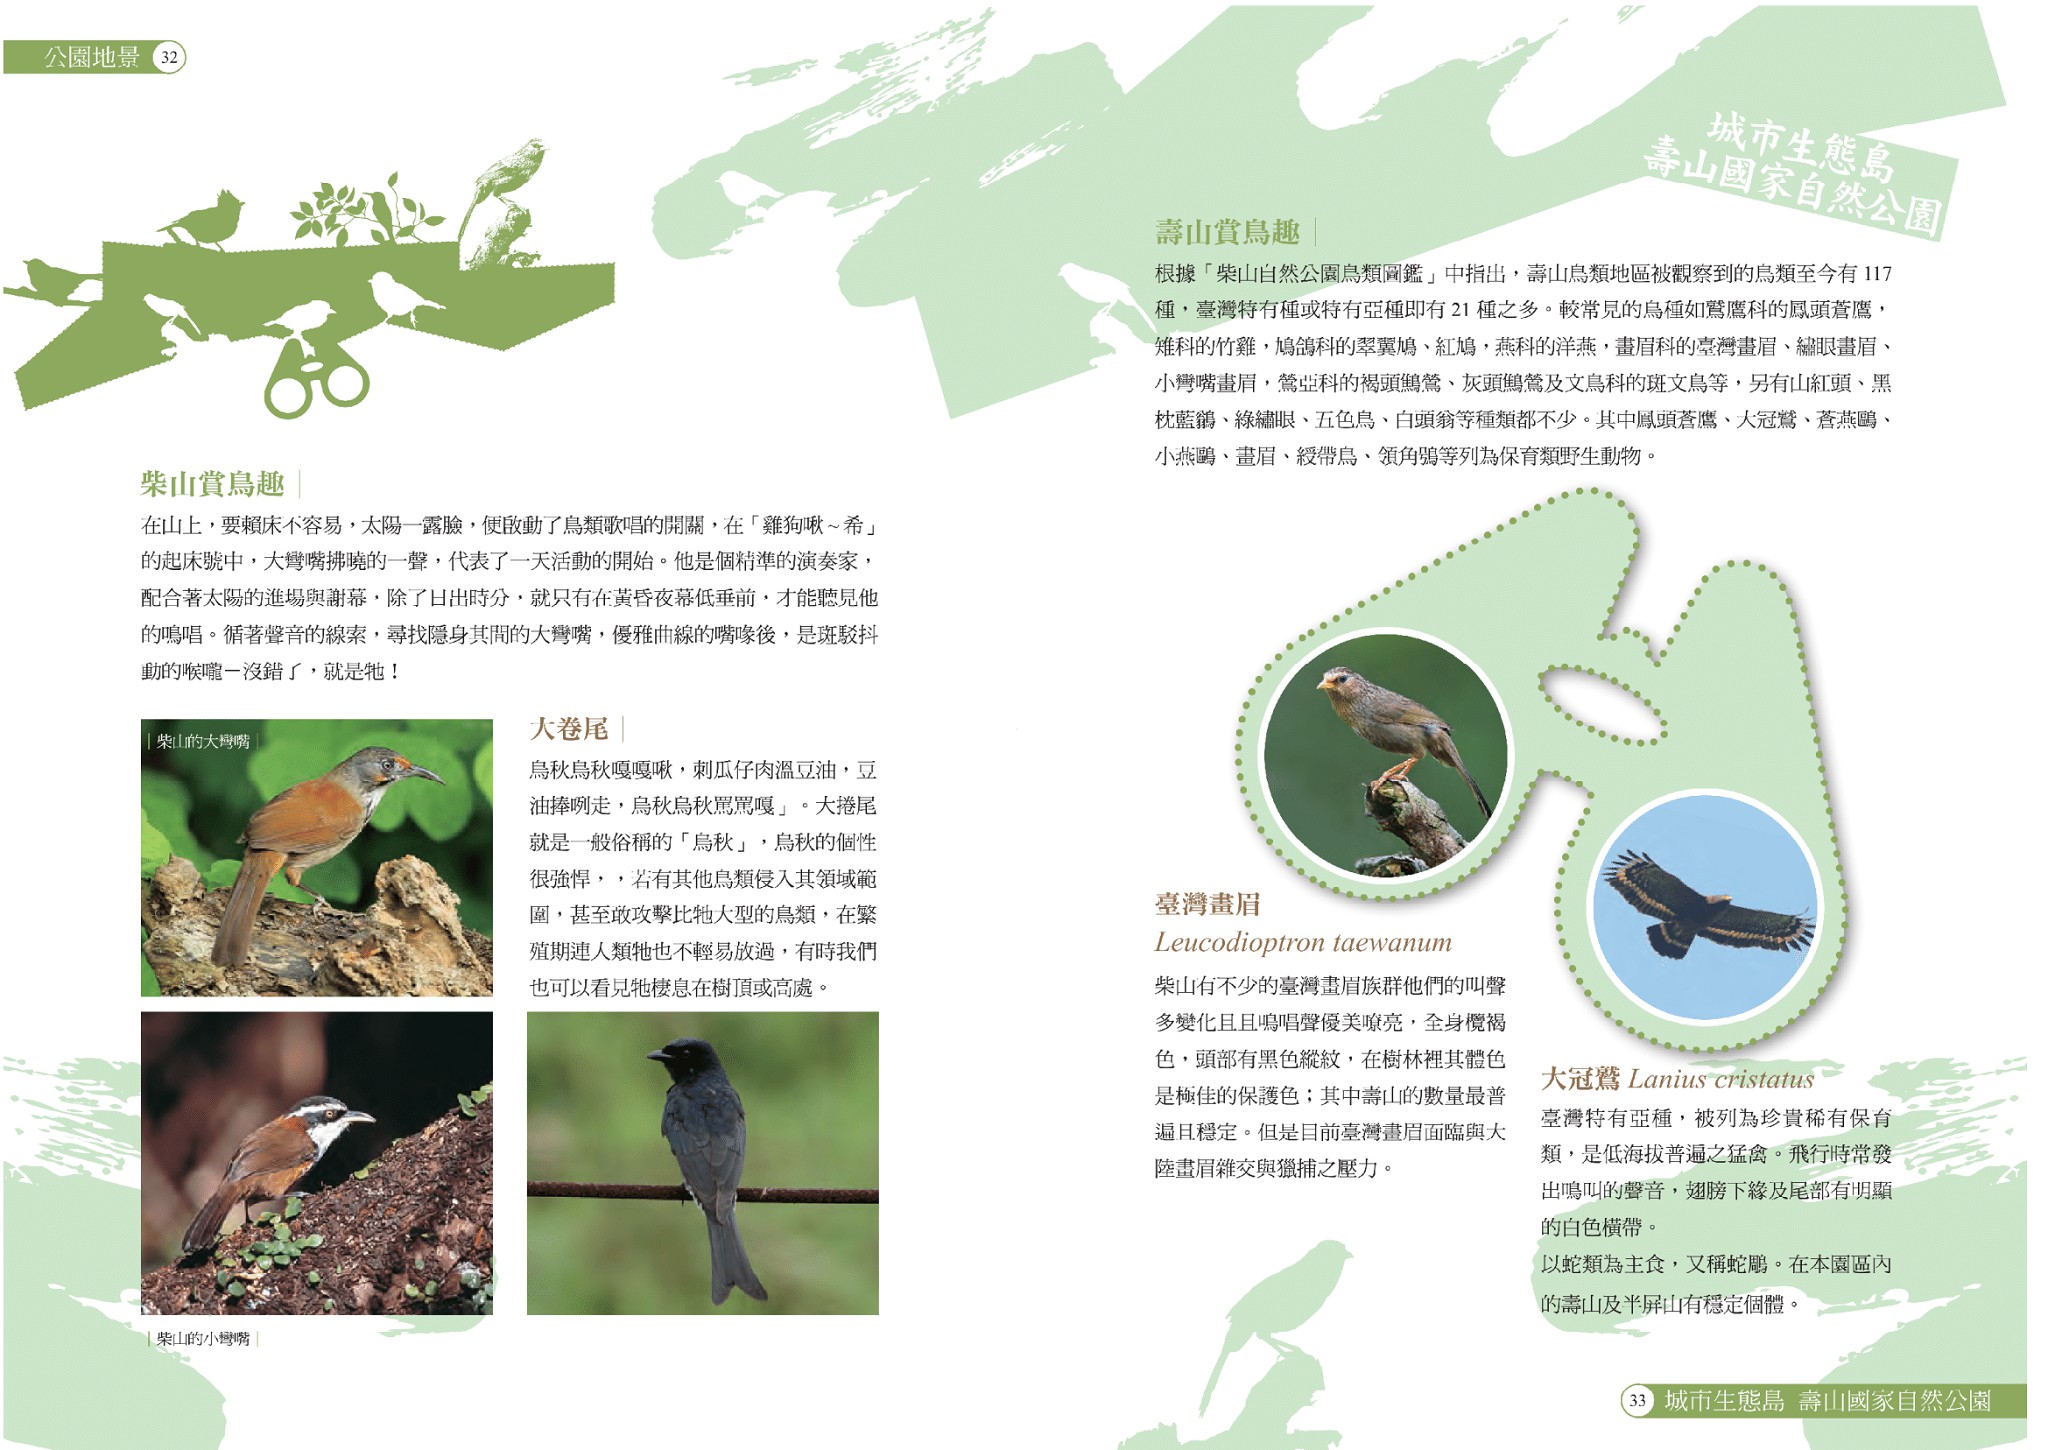 公園地景 32
柴山賞鳥趣
在山上，要賴床不容易，太陽一露臉，便啟動了鳥類歌唱的開關，在「雞狗啾～希」
的起床號中，大彎嘴拂曉的一聲，代表了一天活動的開始。他是個精準的演奏家，
配合著太陽的進場與謝幕，除了日出時分，就只有在黃昏夜幕低垂前，才能聽見他
的鳴唱。循著聲音的線索，尋找隱身其間的大彎嘴，優雅曲線的嘴喙後，是斑駁抖
動的喉嚨－沒錯了，就是牠！
柴山的大彎嘴
大卷尾
烏秋烏秋嘎嘎啾，刺瓜仔肉溫豆油，豆
油捧咧走，烏秋烏秋罵罵嘎」。大捲尾
就是一般俗稱的「烏秋」，烏秋的個性
很強悍，，若有其他鳥類侵入其領域範
圍，甚至敢攻擊比牠大型的鳥類，在繁
殖期連人類牠也不輕易放過，有時我們
也可以看見牠棲息在樹頂或高處。
柴山的小彎嘴
城市生態島
壽山國家自然公園
壽山賞鳥趣
根據「柴山自然公園鳥類圖鑑」中指出，壽山鳥類地區被觀察到的鳥類至今有 117
種，臺灣特有種或特有亞種即有 21 種之多。較常見的鳥種如鷲鷹科的鳳頭蒼鷹，
雉科的竹雞，鳩鴿科的翠翼鳩、紅鳩，燕科的洋燕，畫眉科的臺灣畫眉、繡眼畫眉、
小彎嘴畫眉，鶯亞科的褐頭鷦鶯、灰頭鷦鶯及文鳥科的斑文鳥等，另有山紅頭、黑
枕藍鶲、綠繡眼、五色鳥、白頭翁等種類都不少。其中鳳頭蒼鷹、大冠鷲、蒼燕鷗、
小燕鷗、畫眉、綬帶鳥、領角鴞等列為保育類野生動物。
臺灣畫眉
Leucodioptron taewanum
柴山有不少的臺灣畫眉族群他們的叫聲
多變化且且鳴唱聲優美嘹亮，全身欖褐
色，頭部有黑色縱紋，在樹林裡其體色
是極佳的保護色；其中壽山的數量最普
遍且穩定。但是目前臺灣畫眉面臨與大
陸畫眉雜交與獵捕之壓力。
大冠鷲 Lanius cristatus
臺灣特有亞種，被列為珍貴稀有保育
類，是低海拔普遍之猛禽。飛行時常發
出鳴叫的聲音，翅膀下緣及尾部有明顯
的白色橫帶。
以蛇類為主食，又稱蛇鵰。在本園區內
的壽山及半屏山有穩定個體。
33 城市生態島 壽山國家自然公園